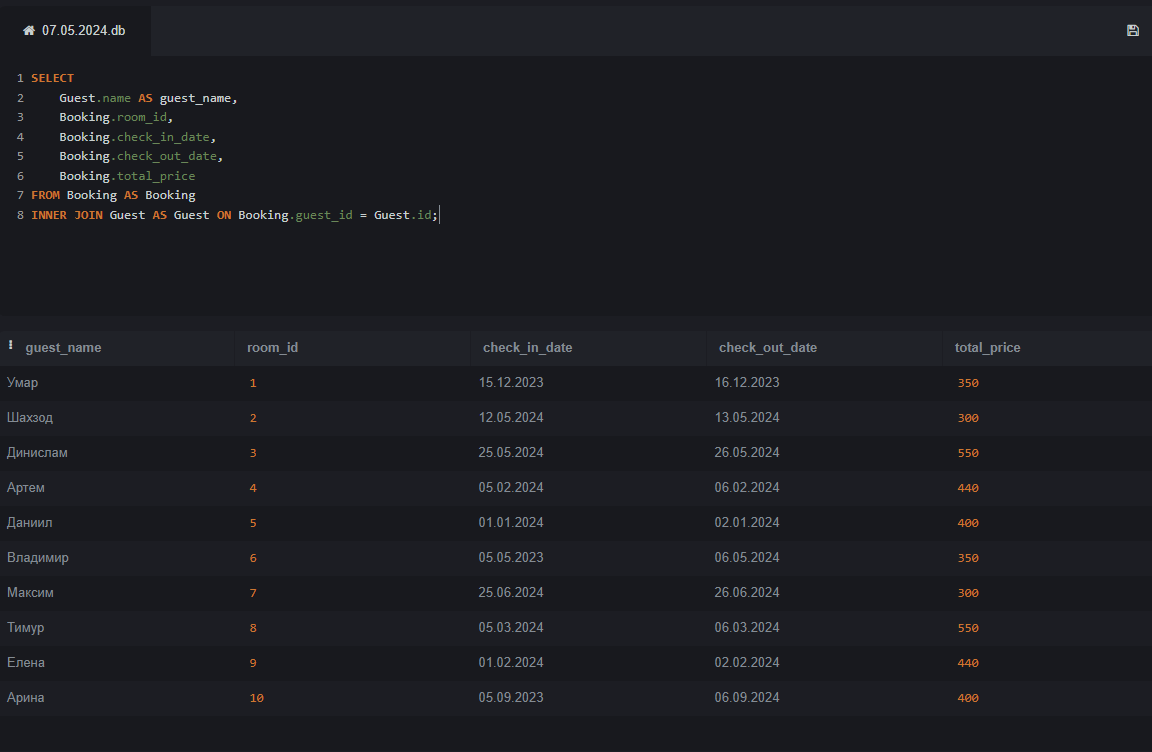 07.05.2024.db
1 SELECT
2 Guest.name AS guest_name,
3 Booking.room_id,
4 Booking.check_in_date,
5 Booking.check_out_date,
6 Booking.total_price
7 FROM Booking AS Booking
8 INNER JOIN Guest AS Guest ON Booking.guest_id = Guest.id;
guest_name room_id check_in_date check_out_date total_price
Умар 1 15.12.2023 16.12.2023 350
Шахзод 2 12.05.2024 13.05.2024 300
Динислам 3 25.05.2024 26.05.2024 550
Артем 4 05.02.2024 06.02.2024 440
Даниил 5 01.01.2024 02.01.2024 400
Владимир 6 05.05.2023 06.05.2024 350
Максим 7 25.06.2024 26.06.2024 300
Тимур 8 05.03.2024 06.03.2024 550
Елена 9 01.02.2024 02.02.2024 440
Арина 10 05.09.2023 06.09.2024 400